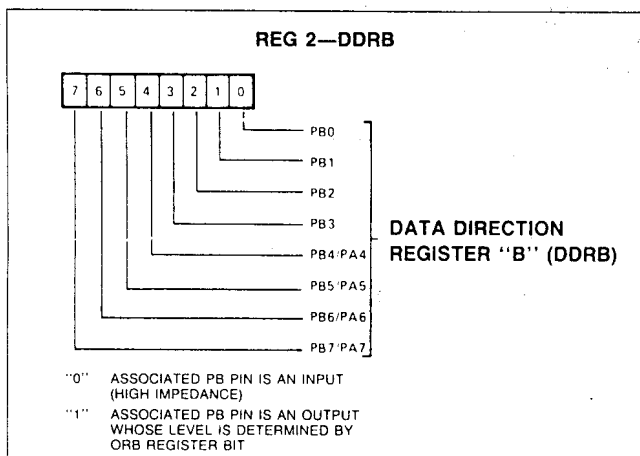 REG 2—DDRB
7 6 5 4 3 2 1 0
PB0
PB1
PB2
PB3
PB4/PA4
PB5/PA5
PB6/PA6
PB7/PA7
DATA DIRECTION
REGISTER "B" (DDRB)
"0" ASSOCIATED PB PIN IS AN INPUT
(HIGH IMPEDANCE)
"1" ASSOCIATED PB PIN IS AN OUTPUT
WHOSE LEVEL IS DETERMINED BY
ORB REGISTER BIT